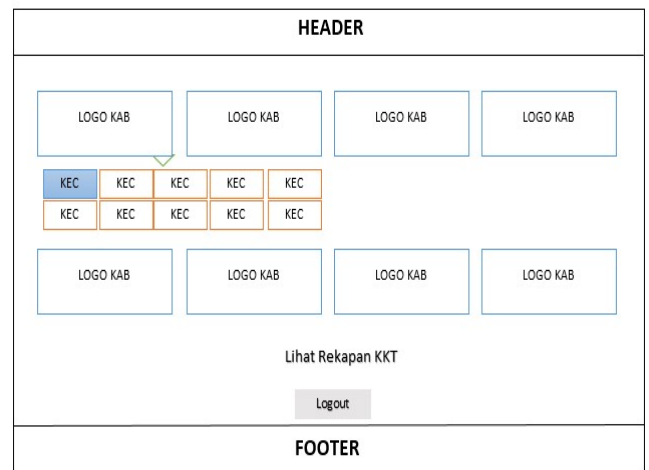 HEADER
LOGO KAB LOGO KAB LOGO KAB LOGO KAB
KEC KEC KEC KEC KEC
KEC KEC KEC KEC KEC
LOGO KAB LOGO KAB LOGO KAB LOGO KAB
Lihat Rekapan KKT
Logout
FOOTER